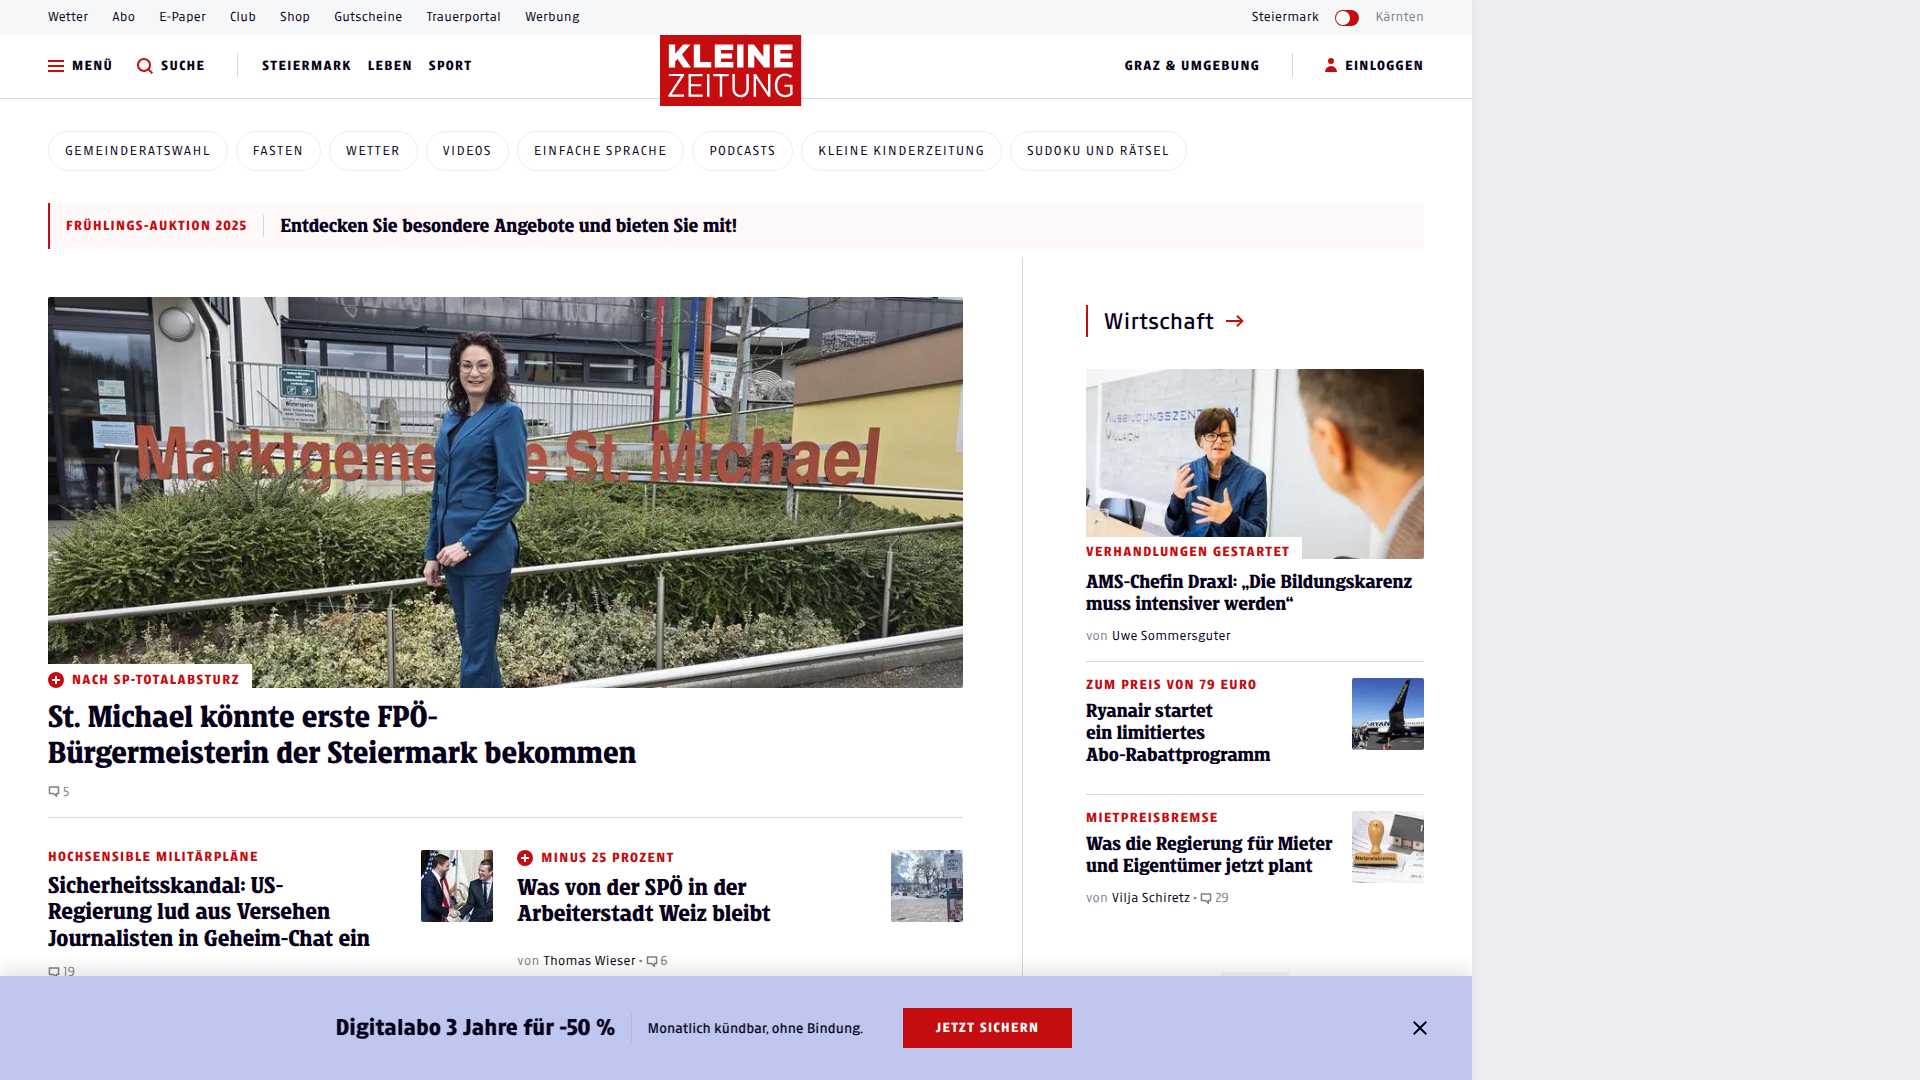 Wetter Abo E-Paper Club Shop Gutscheine Trauerportal Werbung Steiermark Kärnten
MENÜ SUCHE STEIERMARK LEBEN SPORT KLEINE ZEITUNG GRAZ & UMGEBUNG EINLOGGEN
GEMEINDERATSWAHL FASTEN WETTER VIDEOS EINFACHE SPRACHE PODCASTS KLEINE KINDERZEITUNG SUDOKU UND RÄTSEL
FRÜHLINGS-AUKTION 2025 Entdecken Sie besondere Angebote und bieten Sie mit!
Marktgeme e St. Michael
NACH SP-TOTALABSTURZ
St. Michael könnte erste FPÖ-
Bürgermeisterin der Steiermark bekommen
5
HOCHSENSIBLE MILITÄRPLÄNE
Sicherheitsskandal: US-
Regierung lud aus Versehen
Journalisten in Geheim-Chat ein
19
MINUS 25 PROZENT
Was von der SPÖ in der
Arbeiterstadt Weiz bleibt
von Thomas Wieser · 6
Wirtschaft
VILLACH
VERHANDLUNGEN GESTARTET
AMS-Chefin Draxl: „Die Bildungskarenz
muss intensiver werden“
von Uwe Sommersguter
ZUM PREIS VON 79 EURO
Ryanair startet
ein limitiertes
Abo-Rabattprogramm
MIETPREISBREMSE
Was die Regierung für Mieter
und Eigentümer jetzt plant
Mietpreisbremse
von Vilja Schiretz · 29
Digitalabo 3 Jahre für -50 % Monatlich kündbar, ohne Bindung. JETZT SICHERN